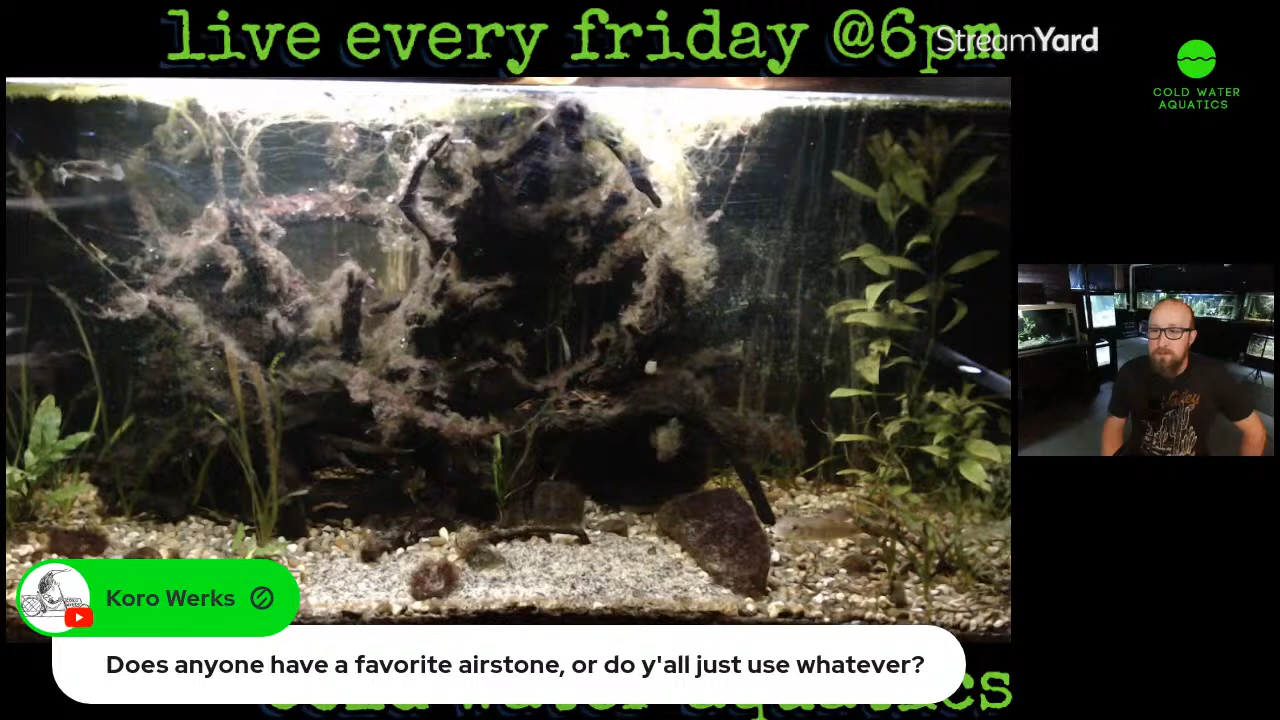 live every friday @6pm
StreamYard
COLD WATER
AQUATICS
Koro Werks
Does anyone have a favorite airstone, or do y'all just use whatever?